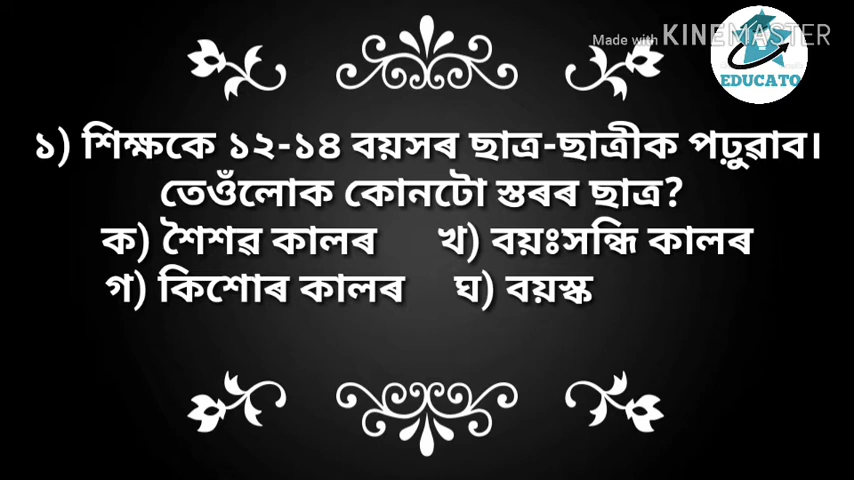 Made with KINEMASTER
EDUCATO
১) শিক্ষকে ১২-১৪ বয়সৰ ছাত্ৰ-ছাত্ৰীক পঢ়ুৱাব।
তেওঁলোক কোনটো স্তৰৰ ছাত্ৰ?
ক) শৈশৱ কালৰ খ) বয়ঃসন্ধি কালৰ
গ) কিশোৰ কালৰ ঘ) বয়স্ক